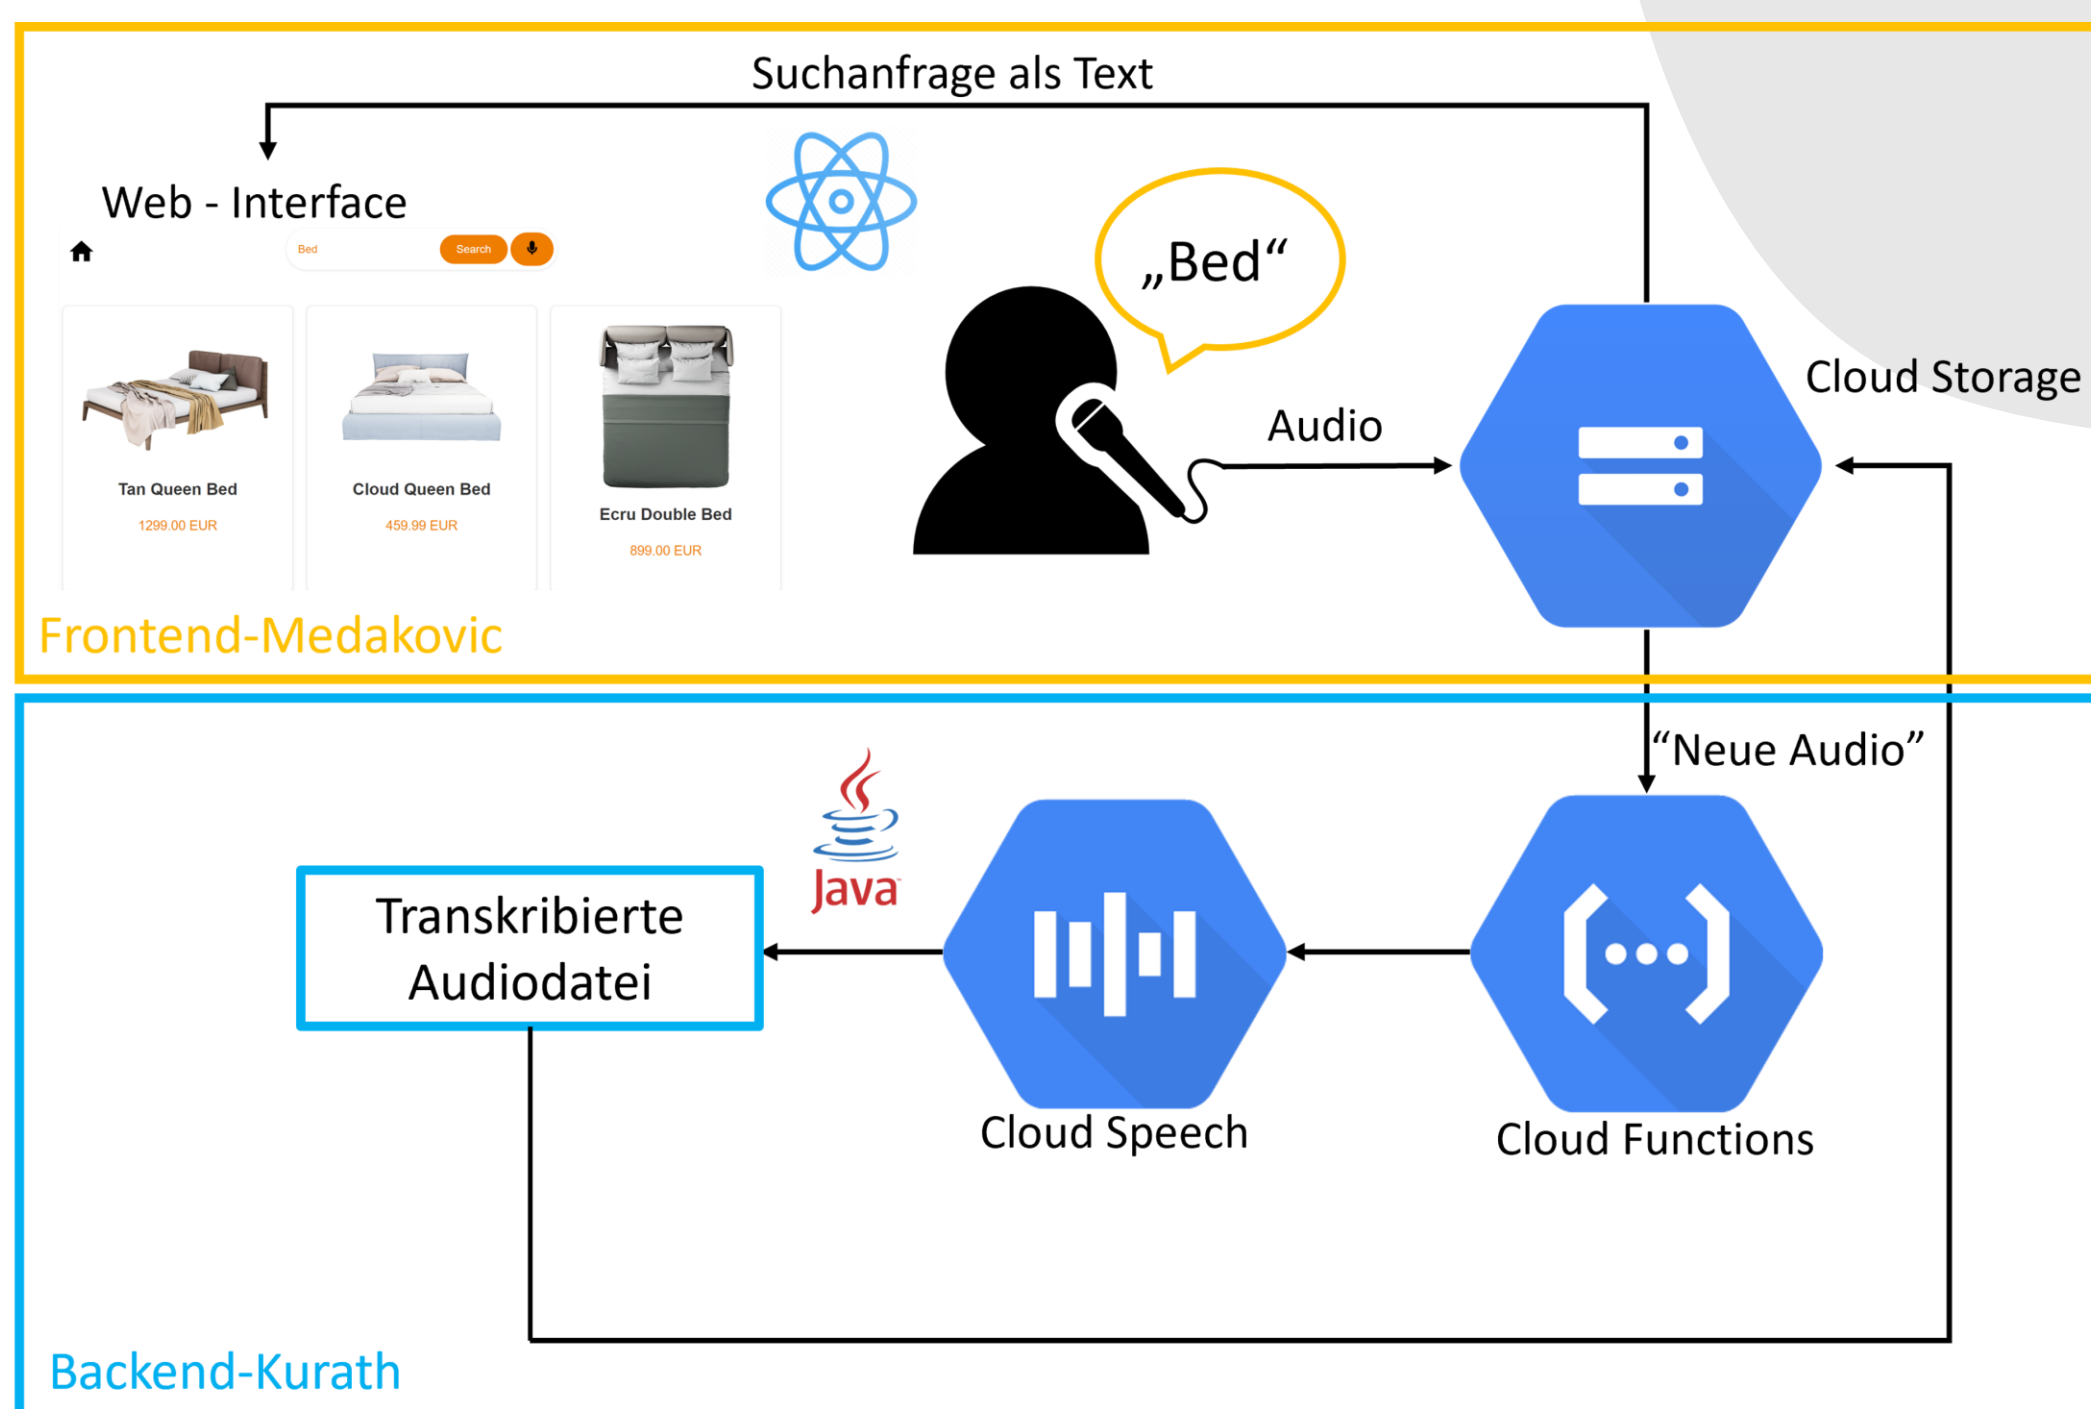 Suchanfrage als Text
Web - Interface
Bed
Search
„Bed“
Audio
Cloud Storage
Tan Queen Bed
1299.00 EUR
Cloud Queen Bed
459.99 EUR
Ecru Double Bed
899.00 EUR
Frontend-Medakovic
“Neue Audio”
Java
Transkribierte
Audiodatei
Cloud Speech
Cloud Functions
Backend-Kurath